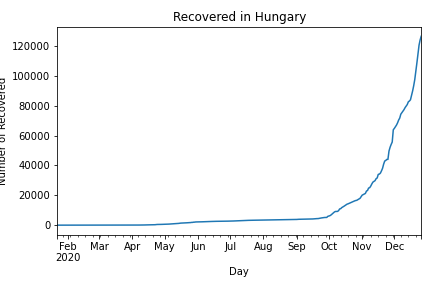 Recovered in Hungary
Number of Recovered
120000
100000
80000
60000
40000
20000
0
Feb Mar Apr May Jun Jul Aug Sep Oct Nov Dec
2020
Day